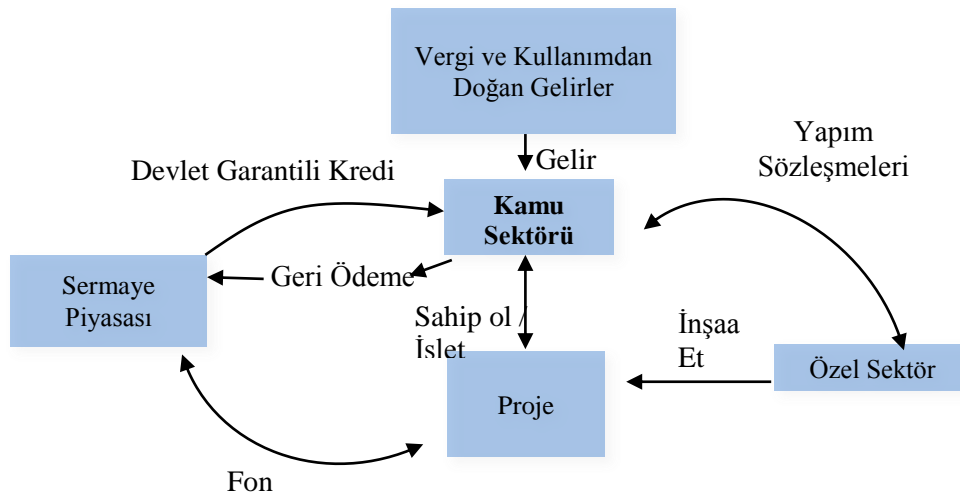 Vergi ve Kullanımdan
Doğan Gelirler
Gelir
Yapım
Sözleşmeleri
Devlet Garantili Kredi
Kamu
Sektörü
Geri Ödeme
Sermaye
Piyasası
Sahip ol /
İşlet
İnşaa
Et
Özel Sektör
Proje
Fon